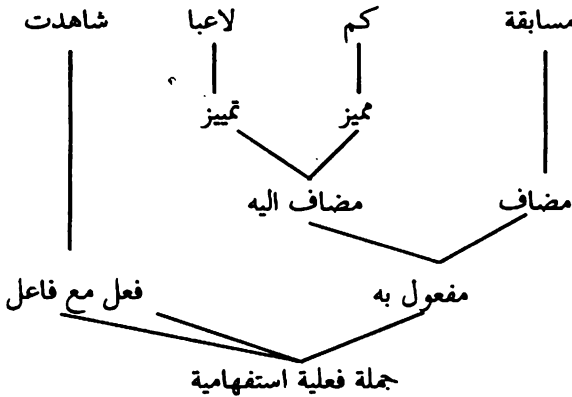 مسابقة كم لاعبا شاهدت
مميز تمييز
مضاف مضاف اليه
مفعول به فعل مع فاعل
جملة فعلية استفهامية